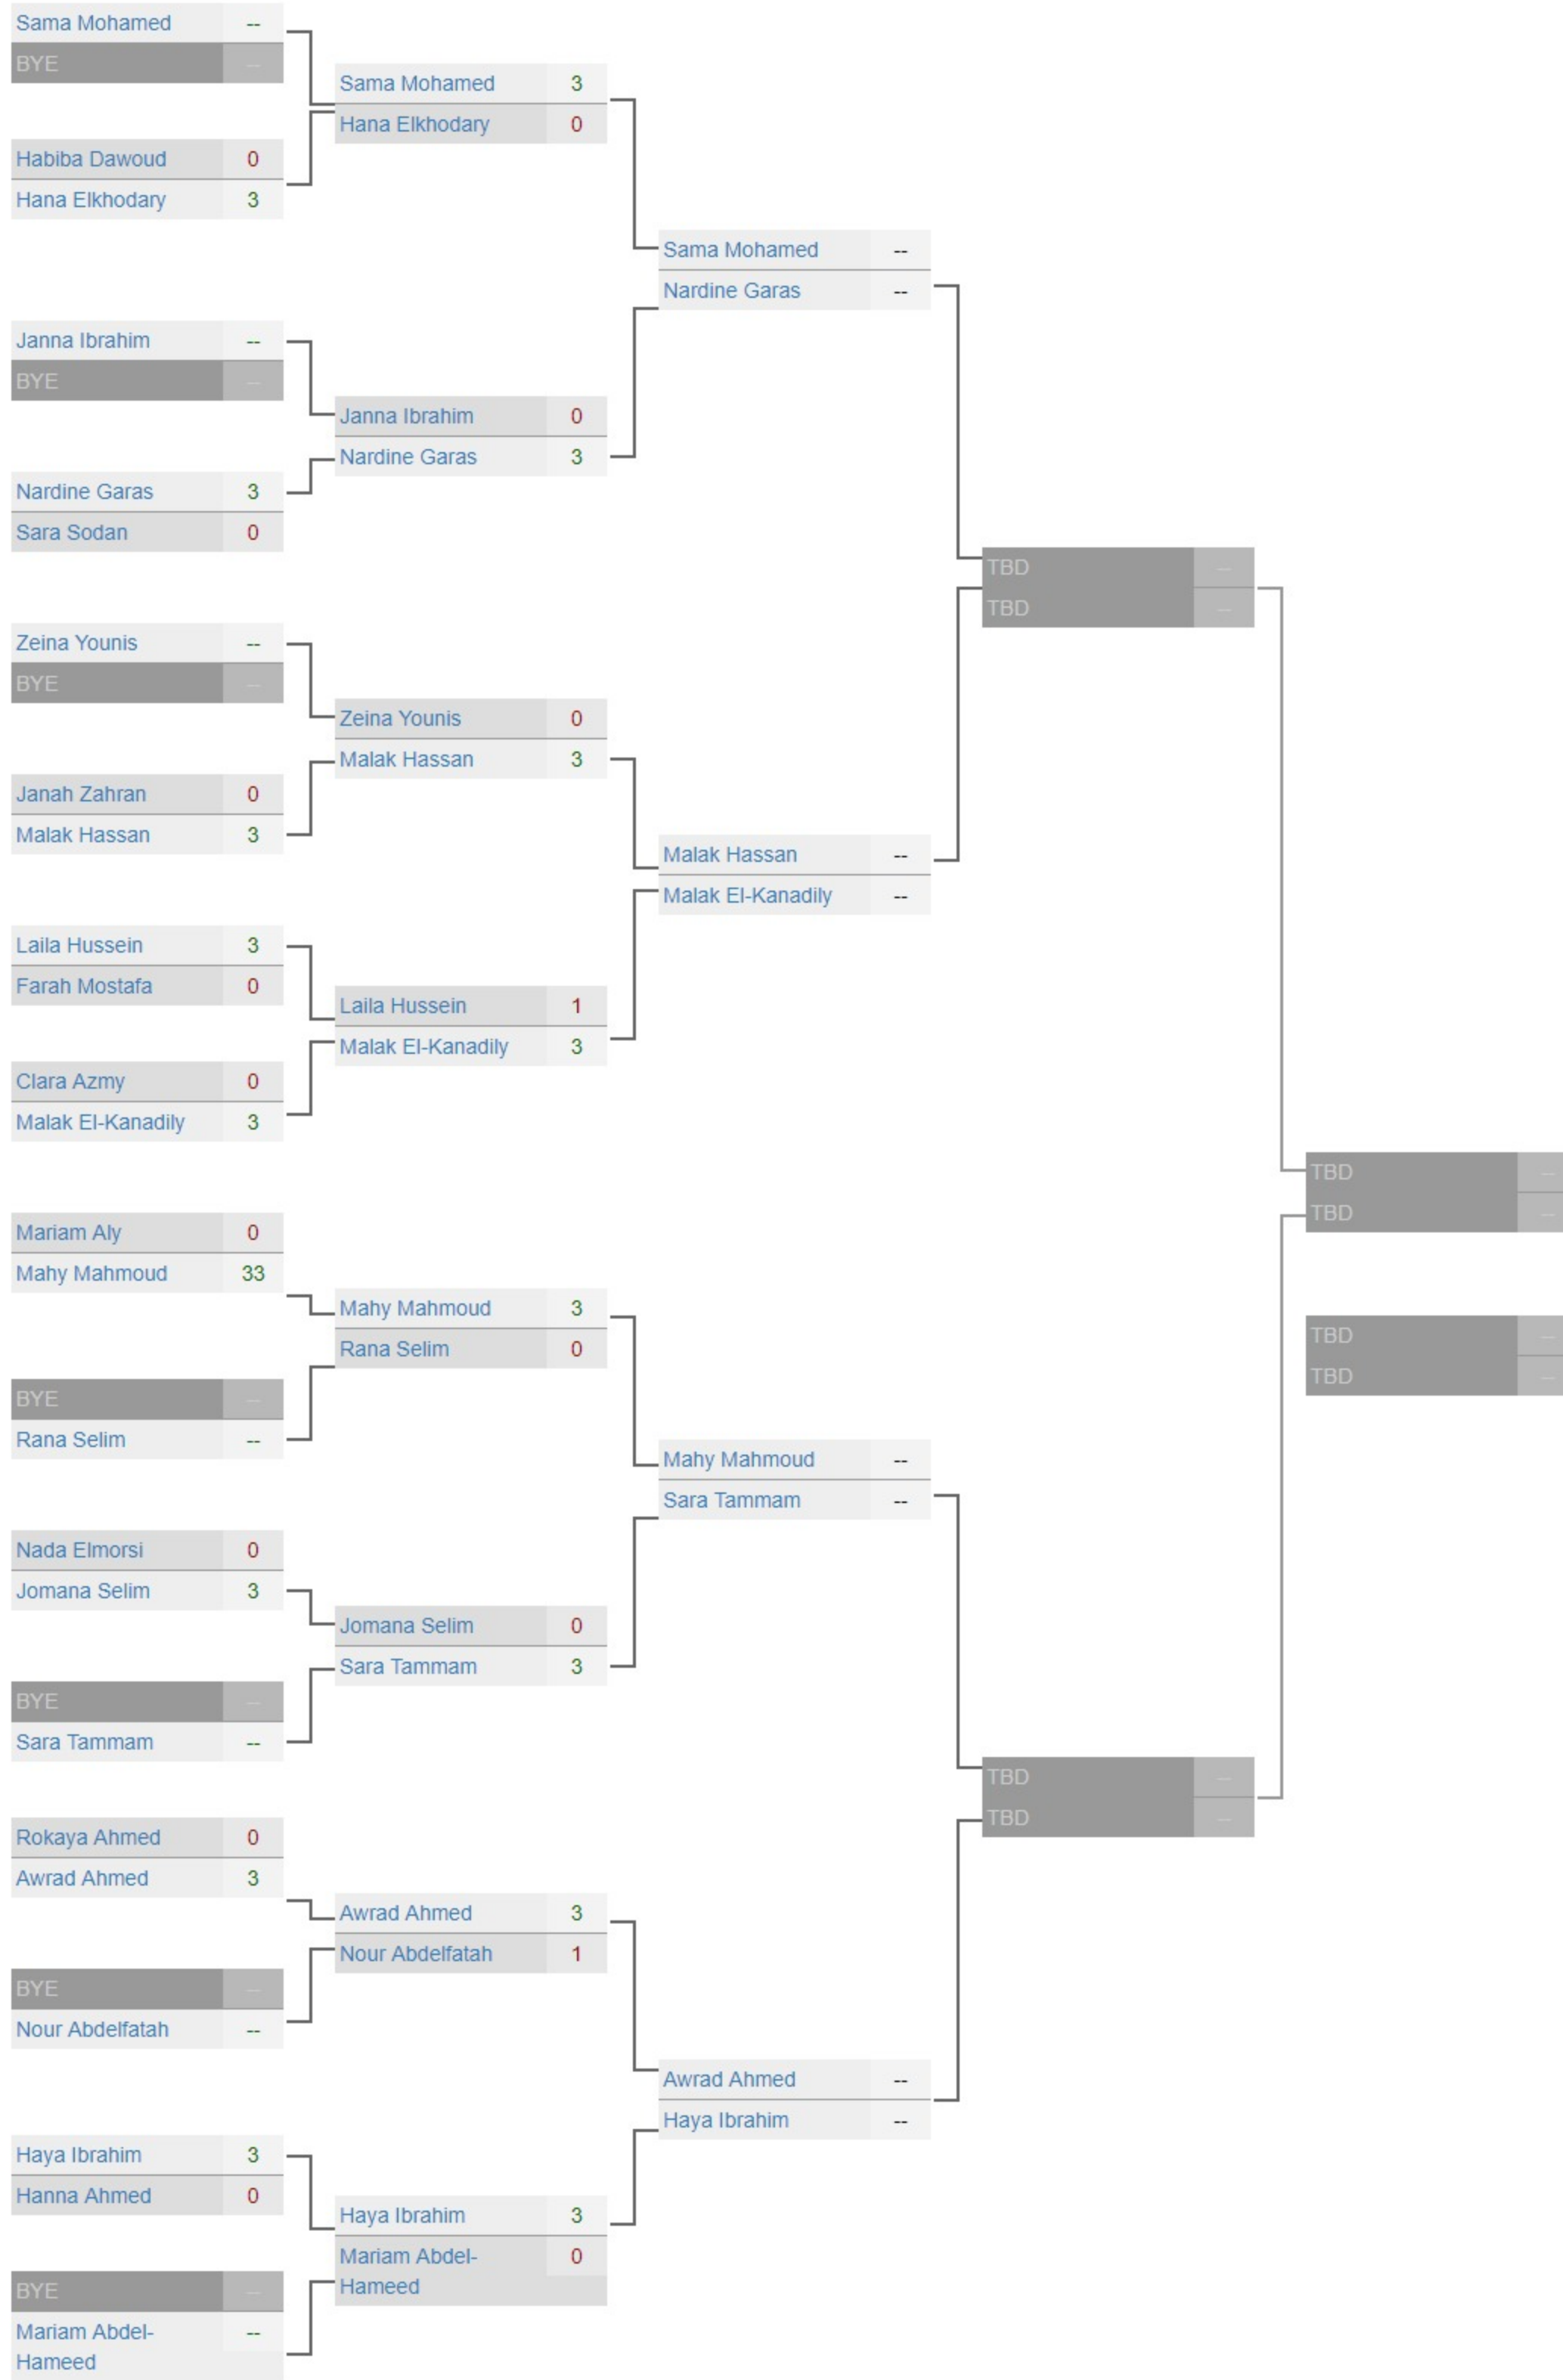 Sama Mohamed --
BYE --
Habiba Dawoud 0
Hana Elkhodary 3
Janna Ibrahim --
BYE --
Nardine Garas 3
Sara Sodan 0
Zeina Younis --
BYE --
Janah Zahran 0
Malak Hassan 3
Laila Hussein 3
Farah Mostafa 0
Clara Azmy 0
Malak El-Kanadily 3
Mariam Aly 0
Mahy Mahmoud 33
BYE --
Rana Selim --
Nada Elmorsi 0
Jomana Selim 3
BYE --
Sara Tammam --
Rokaya Ahmed 0
Awrad Ahmed 3
BYE --
Nour Abdelfatah --
Haya Ibrahim 3
Hanna Ahmed 0
BYE --
Mariam Abdel- --
Hameed
Sama Mohamed 3
Hana Elkhodary 0
Janna Ibrahim 0
Nardine Garas 3
Zeina Younis 0
Malak Hassan 3
Laila Hussein 1
Malak El-Kanadily 3
Mahy Mahmoud 3
Rana Selim 0
Jomana Selim 0
Sara Tammam 3
Awrad Ahmed 3
Nour Abdelfatah 1
Haya Ibrahim 3
Mariam Abdel- 0
Hameed
Sama Mohamed --
Nardine Garas --
Malak Hassan --
Malak El-Kanadily --
Mahy Mahmoud --
Sara Tammam --
Awrad Ahmed --
Haya Ibrahim --
TBD --
TBD --
TBD --
TBD --
TBD --
TBD --
TBD --
TBD --